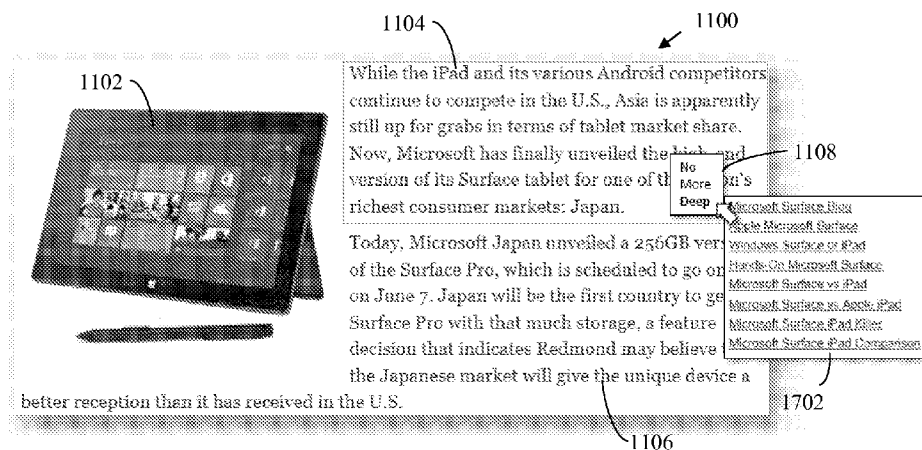 1104
1100
1102
While the iPad and its various Android competitors
continue to compete in the U.S., Asia is apparently
still up for grabs in terms of tablet market share.
Now, Microsoft has finally unveiled the high-end
version of its Surface tablet for one of th on's
richest consumer markets: Japan.
1108
No
More
Deep
Microsoft Surface Blog
Apple Microsoft Surface
Windows Surface or iPad
Hands-On Microsoft Surface
Microsoft Surface vs iPad
Microsoft Surface vs Apple iPad
Microsoft Surface iPad Killer
Microsoft Surface iPad Comparison
Today, Microsoft Japan unveiled a 256GB vers
of the Surface Pro, which is scheduled to go on
on June 7. Japan will be the first country to ge
Surface Pro with that much storage, a feature
decision that indicates Redmond may believe
the Japanese market will give the unique device a
better reception than it has received in the U.S.
1702
1106